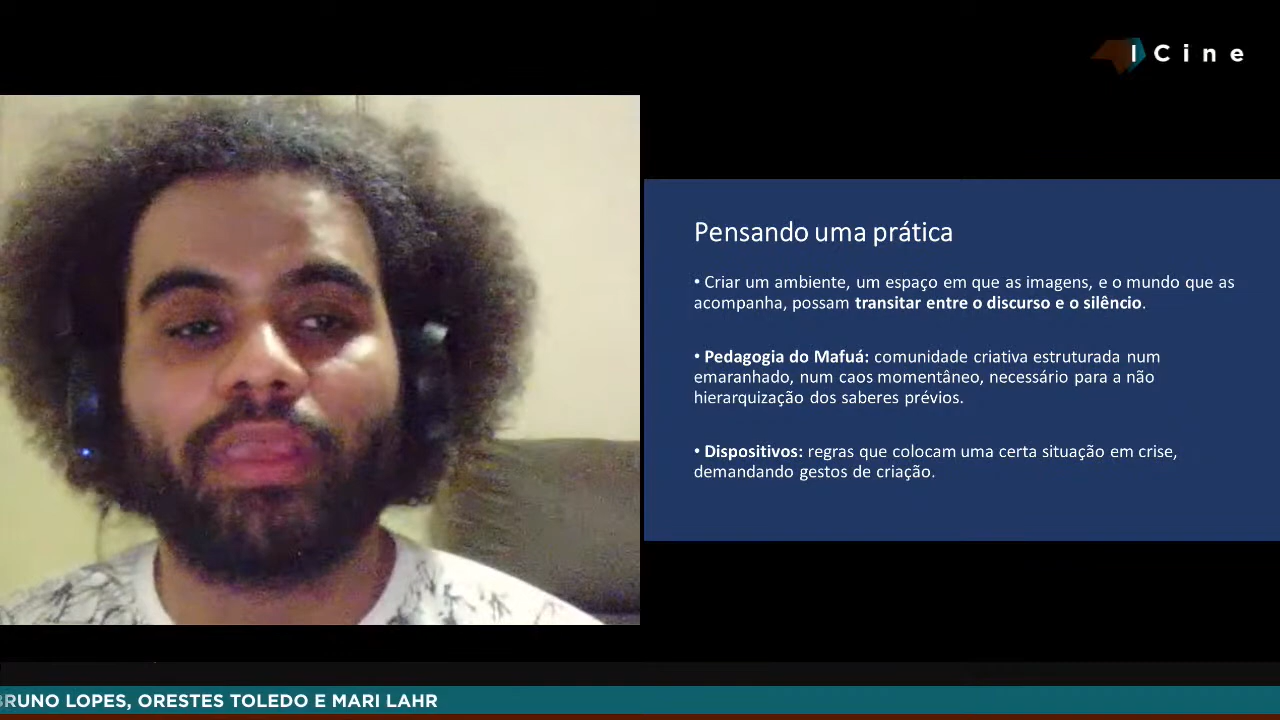 I Cine
Pensando uma prática
• Criar um ambiente, um espaço em que as imagens, e o mundo que as
acompanha, possam transitar entre o discurso e o silêncio.
• Pedagogia do Mafuá: comunidade criativa estruturada num
emaranhado, num caos momentâneo, necessário para a não
hierarquização dos saberes prévios.
• Dispositivos: regras que colocam uma certa situação em crise,
demandando gestos de criação.
BRUNO LOPES, ORESTES TOLEDO E MARI LAHR